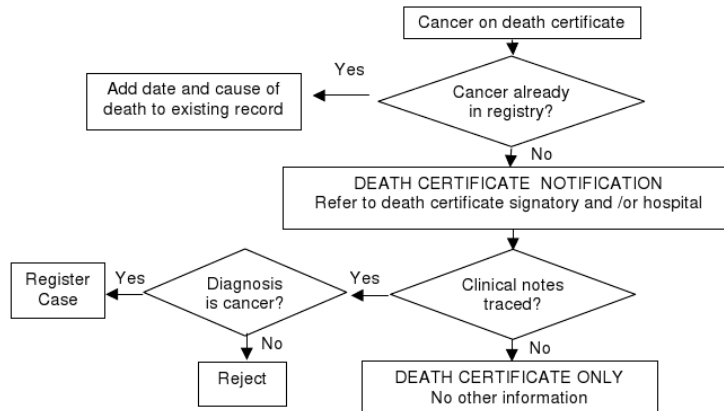 Cancer on death certificate
Yes
Add date and cause of
death to existing record
Cancer already
in registry?
No
DEATH CERTIFICATE NOTIFICATION
Refer to death certificate signatory and /or hospital
Register
Case
Yes
Diagnosis
is cancer?
Yes
Clinical notes
traced?
No
Reject
No
DEATH CERTIFICATE ONLY
No other information